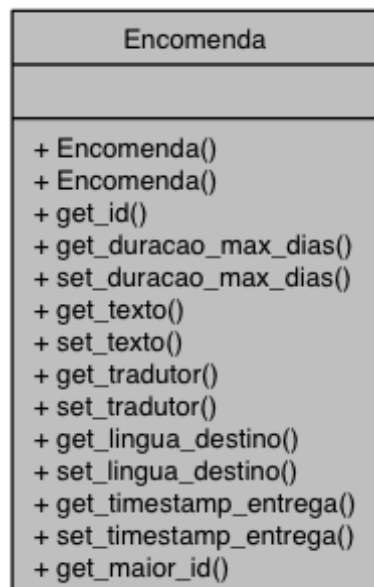 Encomenda
+ Encomenda()
+ Encomenda()
+ get_id()
+ get_duracao_max_dias()
+ set_duracao_max_dias()
+ get_texto()
+ set_texto()
+ get_tradutor()
+ set_tradutor()
+ get_lingua_destino()
+ set_lingua_destino()
+ get_timestamp_entrega()
+ set_timestamp_entrega()
+ get_maior_id()